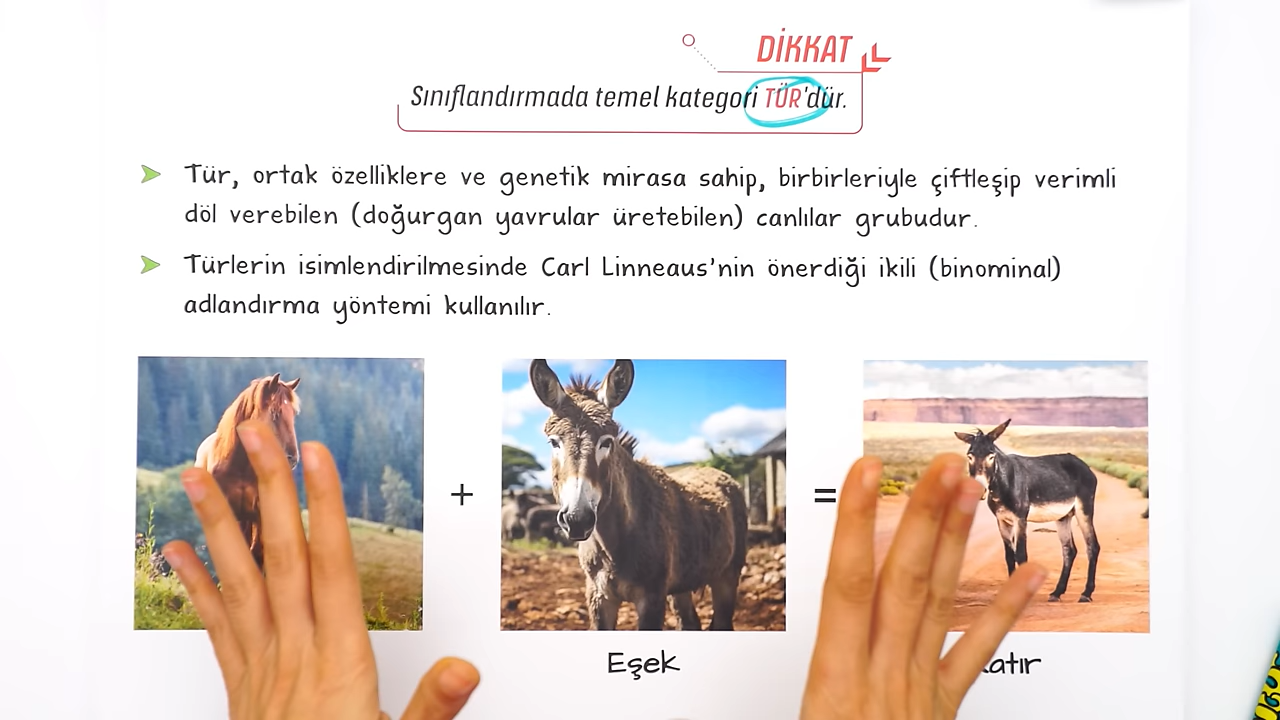 DİKKAT
Sınıflandırmada temel kategori TÜR'dür.
Tür, ortak özelliklere ve genetik mirasa sahip, birbirleriyle çiftleşip verimli
döl verebilen (doğurgan yavrular üretebilen) canlılar grubudur.
Türlerin isimlendirilmesinde Carl Linneaus'nin önerdiği ikili (binominal)
adlandırma yöntemi kullanılır.
+ =
Eşek